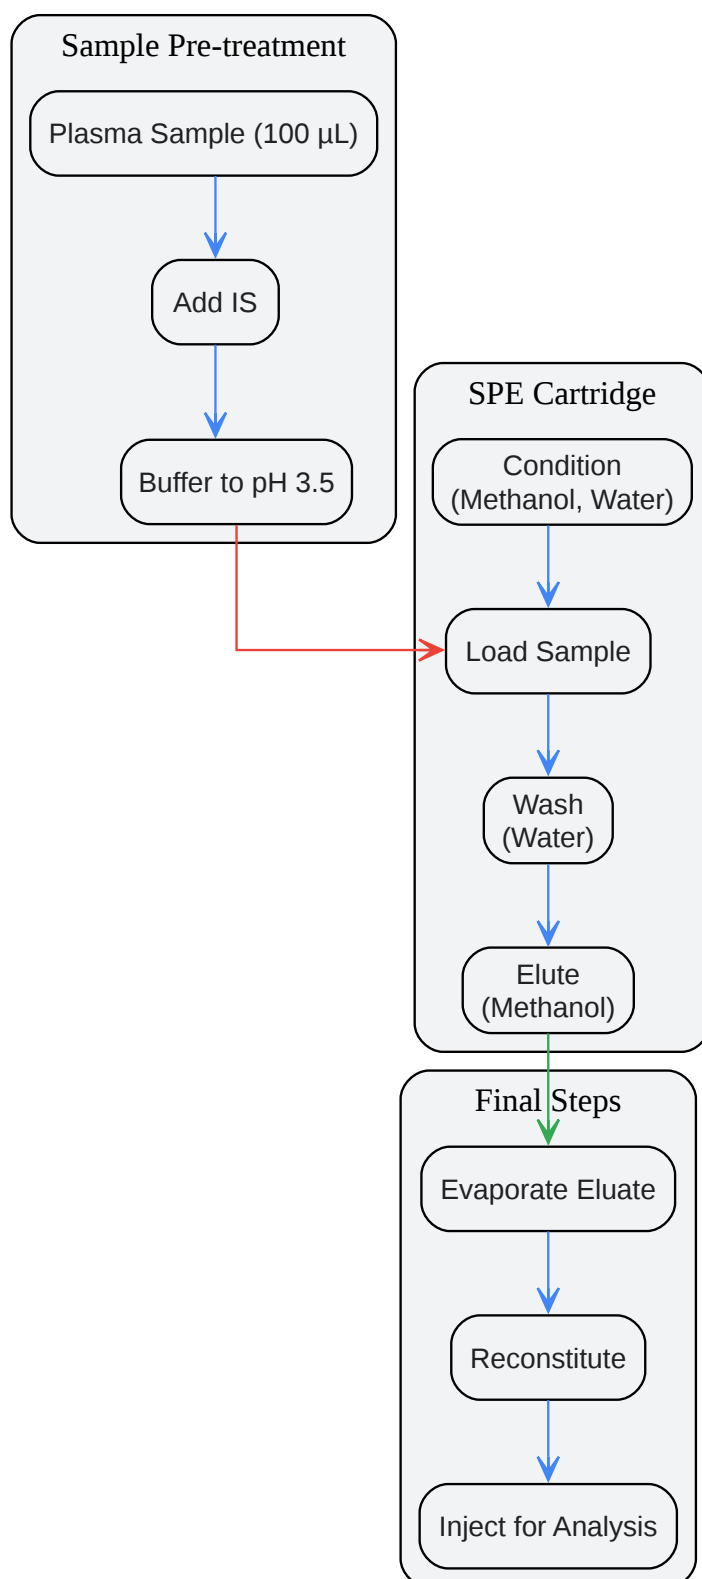 Sample Pre-treatment
Plasma Sample (100 µL)
Add IS
Buffer to pH 3.5
SPE Cartridge
Condition
(Methanol, Water)
Load Sample
Wash
(Water)
Elute
(Methanol)
Final Steps
Evaporate Eluate
Reconstitute
Inject for Analysis